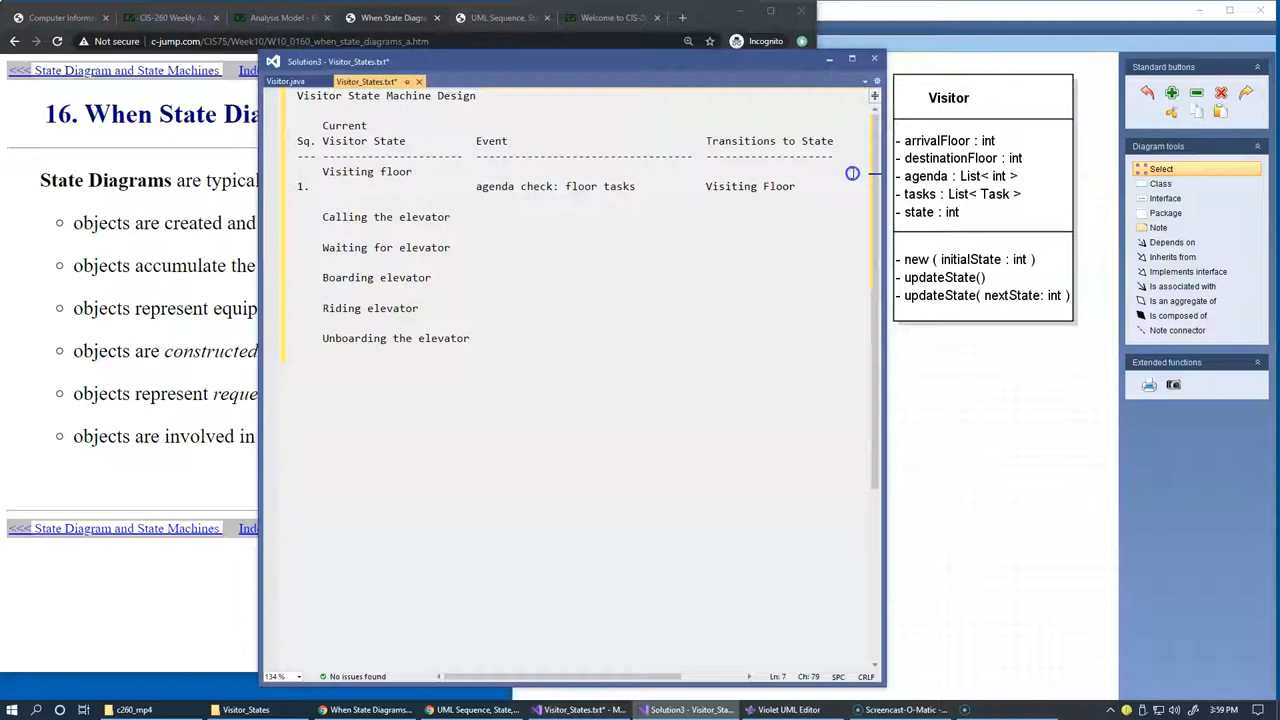 Computer Informa
CIS-260 Weekly A
Analysis Model - E
When State Diagra
UML Sequence, St
Welcome to CIS-2
Not secure
c-jump.com/CIS75/Week10/W10_0160_when_state_diagrams_a.htm
Incognito
<<< State Diagram and State Machines
Inde
16. When State Dia
State Diagrams are typical
objects are created and
objects accumulate the
objects represent equip
objects are constructed
objects represent reque
objects are involved in
<<< State Diagram and State Machines
Inde
Solution3 - Visitor_States.txt*
Visitor.java
Visitor_States.txt*
Visitor State Machine Design
Current
Sq. Visitor State Event Transitions to State
--- ---------------------- ---------------------------------- --------------------
Visiting floor
1. agenda check: floor tasks Visiting Floor
Calling the elevator
Waiting for elevator
Boarding elevator
Riding elevator
Unboarding the elevator
134 %
No issues found
Ln: 7
Ch: 79
SPC
CRLF
Visitor
- arrivalFloor : int
- destinationFloor : int
- agenda : List< int >
- tasks : List< Task >
- state : int
- new ( initialState : int )
- updateState()
- updateState( nextState: int )
Standard buttons
Diagram tools
Select
Class
Interface
Package
Note
Depends on
Inherits from
Implements interface
Is associated with
Is an aggregate of
Is composed of
Note connector
Extended functions
c260_mp4
Visitor_States
When State Diagrams...
UML Sequence, State,...
Visitor_States.txt* - M...
Solution3 - Visitor_Sta...
Violet UML Editor
Screencast-O-Matic - ...
3:59 PM